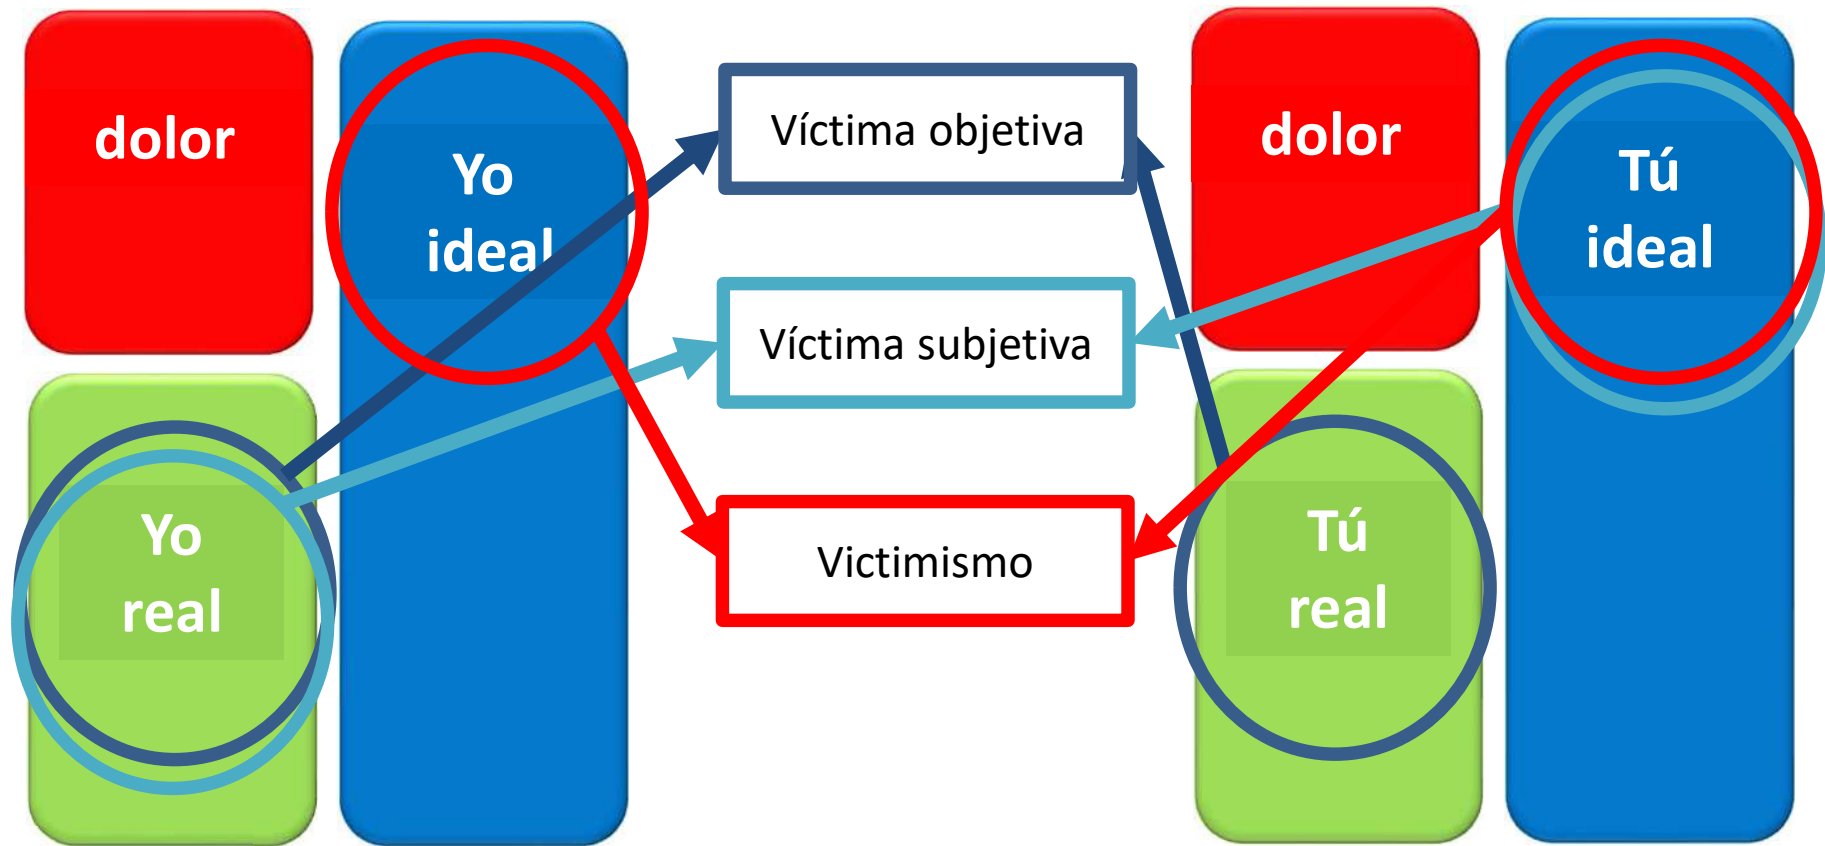 dolor
Yo
ideal
Yo
real
Víctima objetiva
Víctima subjetiva
Victimismo
dolor
Tú
ideal
Tú
real